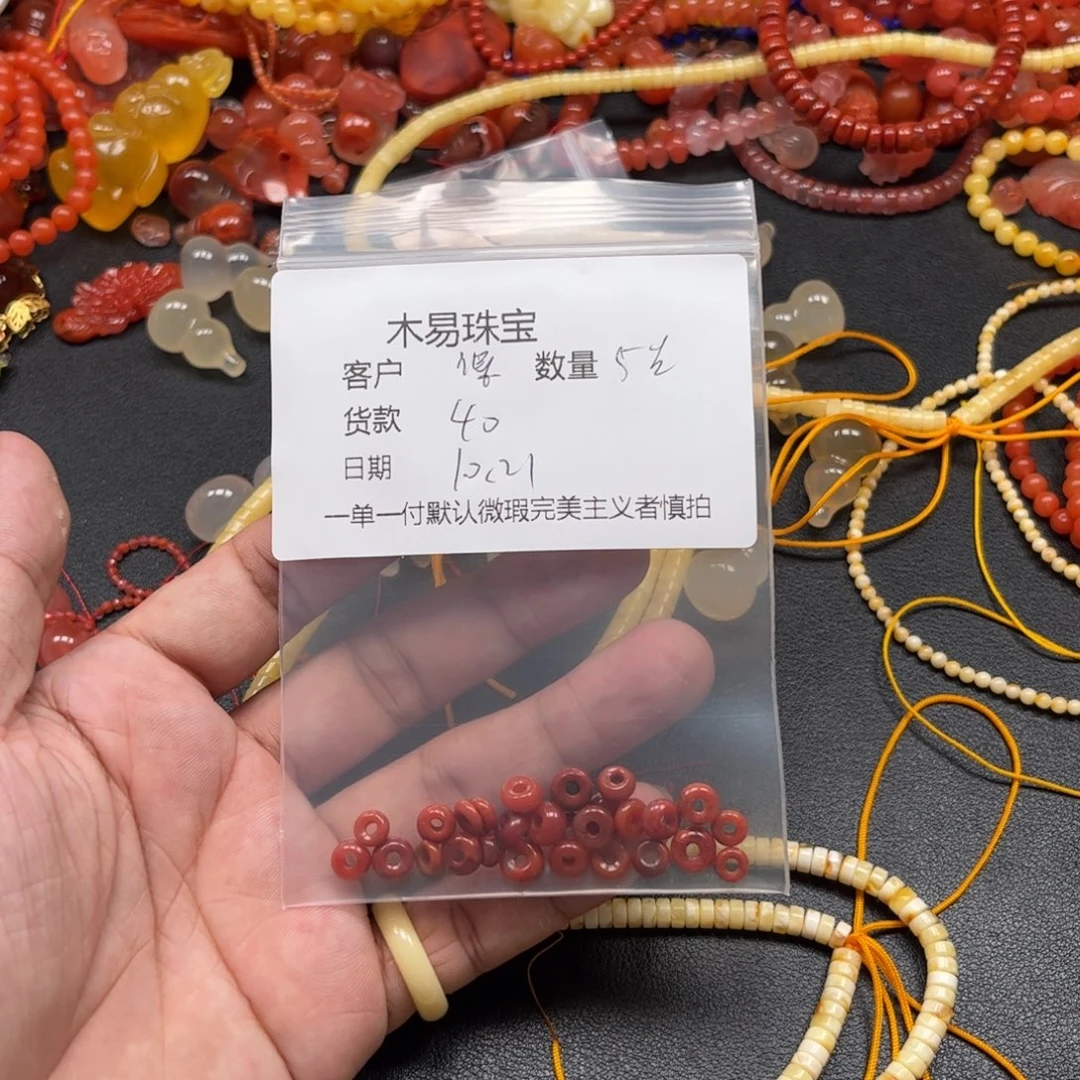 木易珠宝
客户 数量 5
货款 40
日期 10.21
一单一付默认微瑕完美主义者慎拍